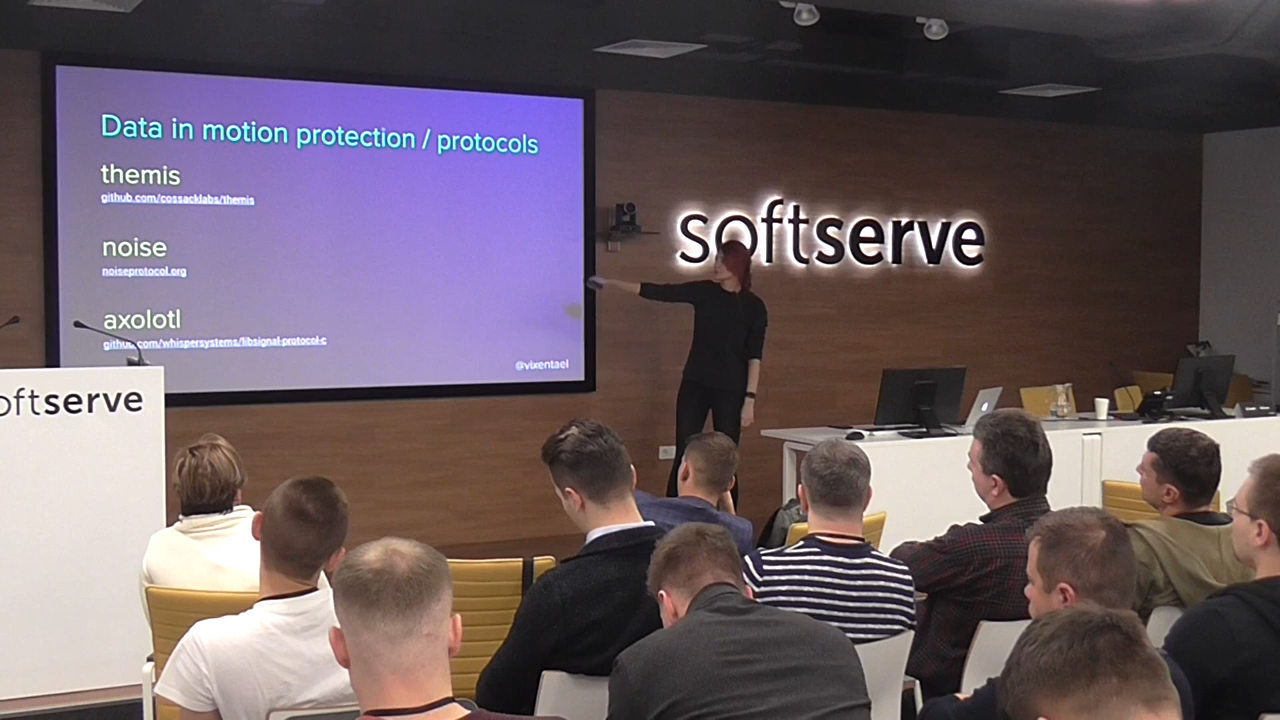 Data in motion protection / protocols
themis
github.com/cossacklabs/themis
noise
noiseprotocol.org
axolotl
github.com/whispersystems/libsignal-protocol-c
@vixentael
softserve
oftserve